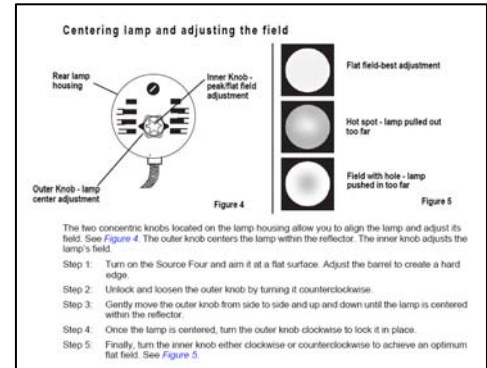 Centering lamp and adjusting the field
Rear lamp
housing
Inner Knob -
peak/flat field
adjustment
Outer Knob - lamp
center adjustment
Figure 4
Flat field-best adjustment
Hot spot - lamp pulled out
too far
Field with hole - lamp
pushed in too far
Figure 5
The two concentric knobs located on the lamp housing allow you to align the lamp and adjust its
field. See Figure 4. The outer knob centers the lamp within the reflector. The inner knob adjusts the
lamp's field.
Step 1: Turn on the Source Four and aim it at a flat surface. Adjust the barrel to create a hard
edge.
Step 2: Unlock and loosen the outer knob by turning it counterclockwise.
Step 3: Gently move the outer knob from side to side and up and down until the lamp is centered
within the reflector.
Step 4: Once the lamp is centered, turn the outer knob clockwise to lock it in place.
Step 5: Finally, turn the inner knob either clockwise or counterclockwise to achieve an optimum
flat field. See Figure 5.